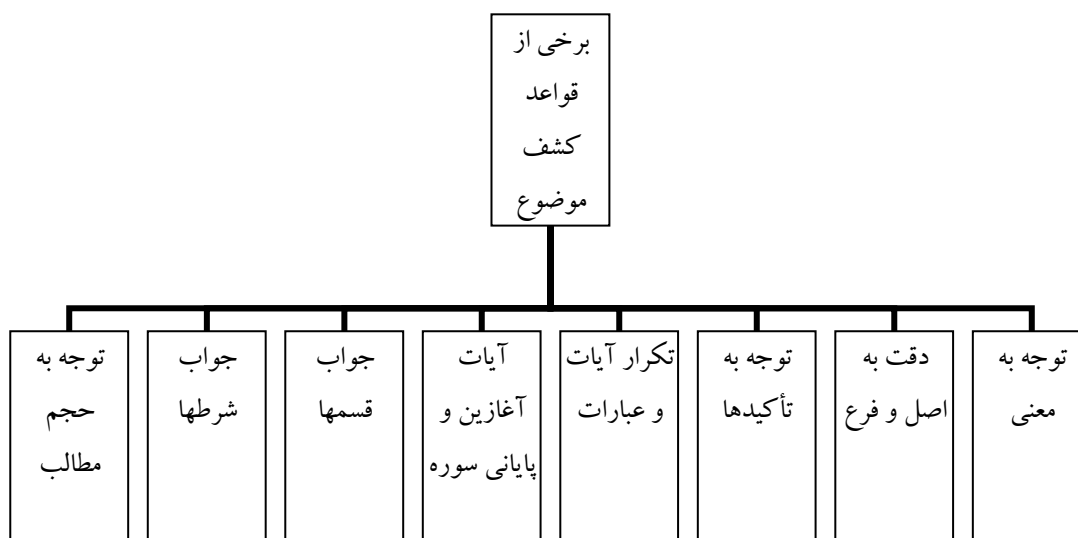 برخی از
قواعد
کشف
موضوع
توجه به
معنی
دقت به
اصل و فرع
توجه به
تأکیدها
تکرار آیات
و عبارات
آیات
آغازین و
پایانی سوره
جواب
قسمها
جواب
شرطها
توجه به
حجم
مطالب